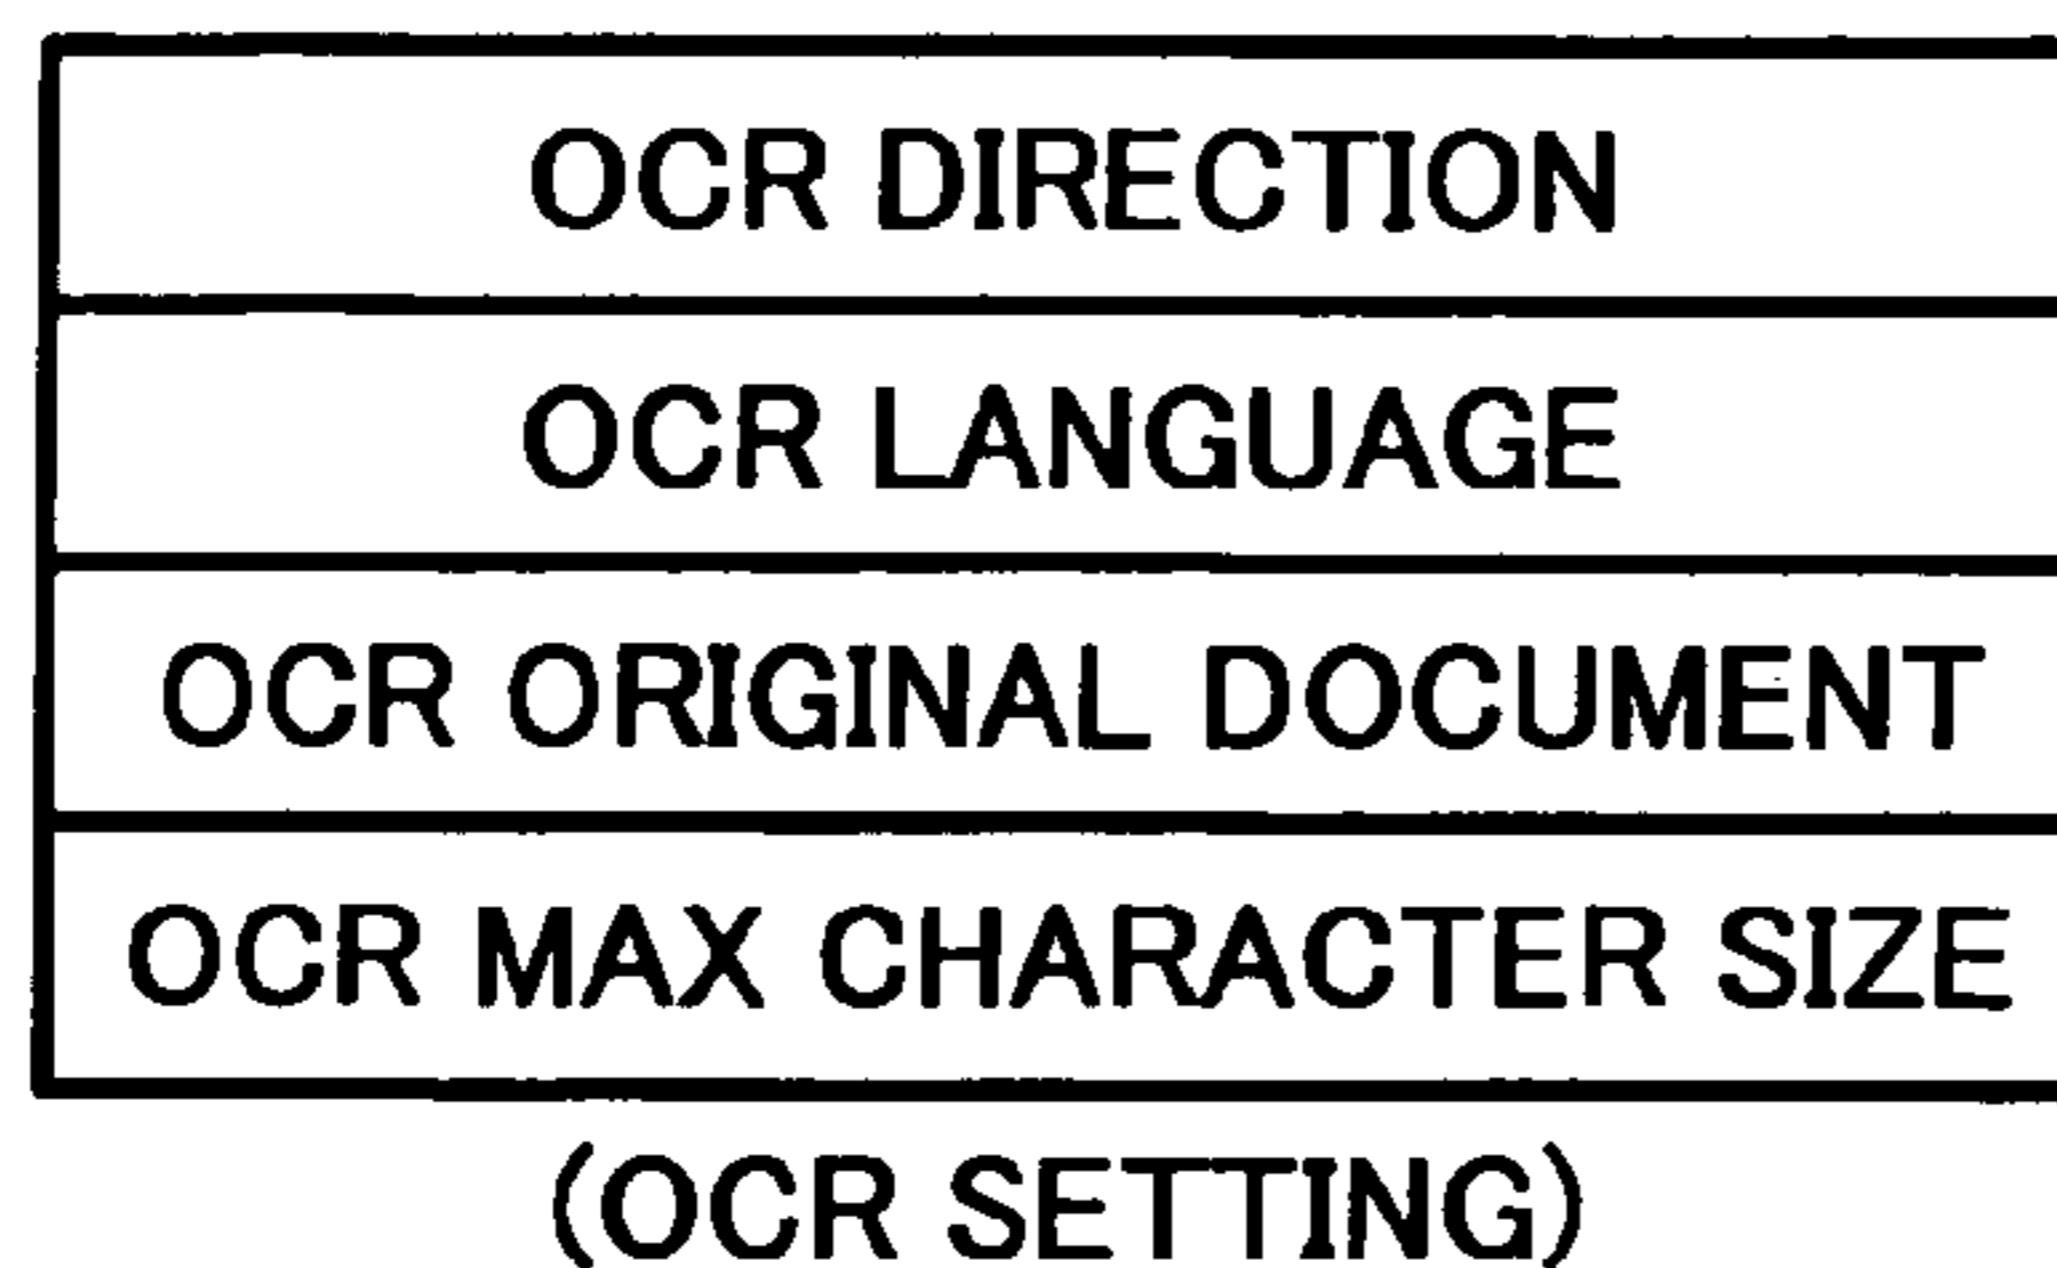 OCR DIRECTION
OCR LANGUAGE
OCR ORIGINAL DOCUMENT
OCR MAX CHARACTER SIZE
(OCR SETTING)